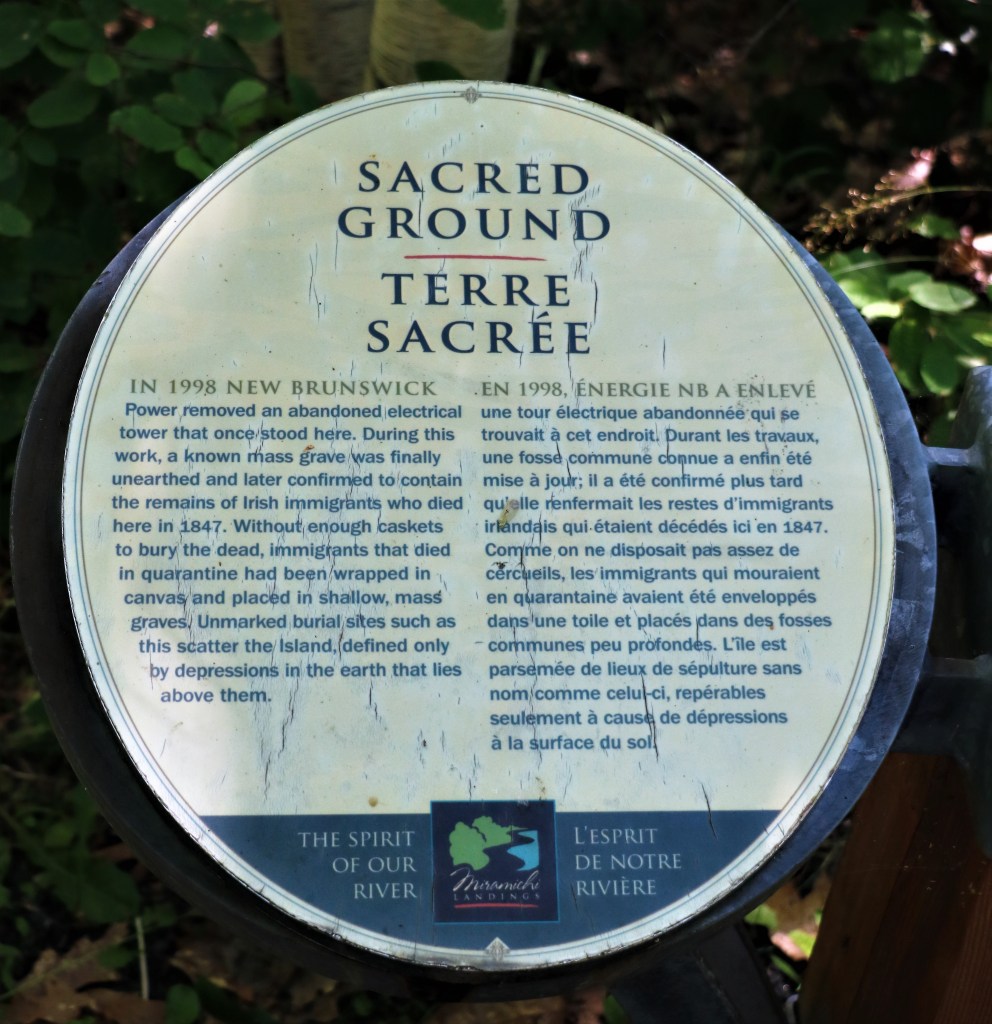 SACRED
GROUND
TERRE
SACRÉE
IN 1998 NEW BRUNSWICK
Power removed an abandoned electrical
tower that once stood here. During this
work, a known mass grave was finally
unearthed and later confirmed to contain
the remains of Irish immigrants who died
here in 1847. Without enough caskets
to bury the dead, immigrants that died
in quarantine had been wrapped in
canvas and placed in shallow, mass
graves. Unmarked burial sites such as
this scatter the Island, defined only
by depressions in the earth that lies
above them.
EN 1998, ÉNERGIE NB A ENLEVÉ
une tour électrique abandonnée qui se
trouvait à cet endroit. Durant les travaux,
une fosse commune connue a enfin été
mise à jour; il a été confirmé plus tard
qu'elle renfermait les restes d'immigrants
irlandais qui étaient décédés ici en 1847.
Comme on ne disposait pas assez de
cercueils, les immigrants qui mouraient
en quarantaine avaient été enveloppés
dans une toile et placés dans des fosses
communes peu profondes. L'île est
parsemée de lieux de sépulture sans
nom comme celui-ci, repérables
seulement à cause de dépressions
à la surface du sol.
THE SPIRIT
OF OUR
RIVER
Miramichi
LANDINGS
L'ESPRIT
DE NOTRE
RIVIÈRE